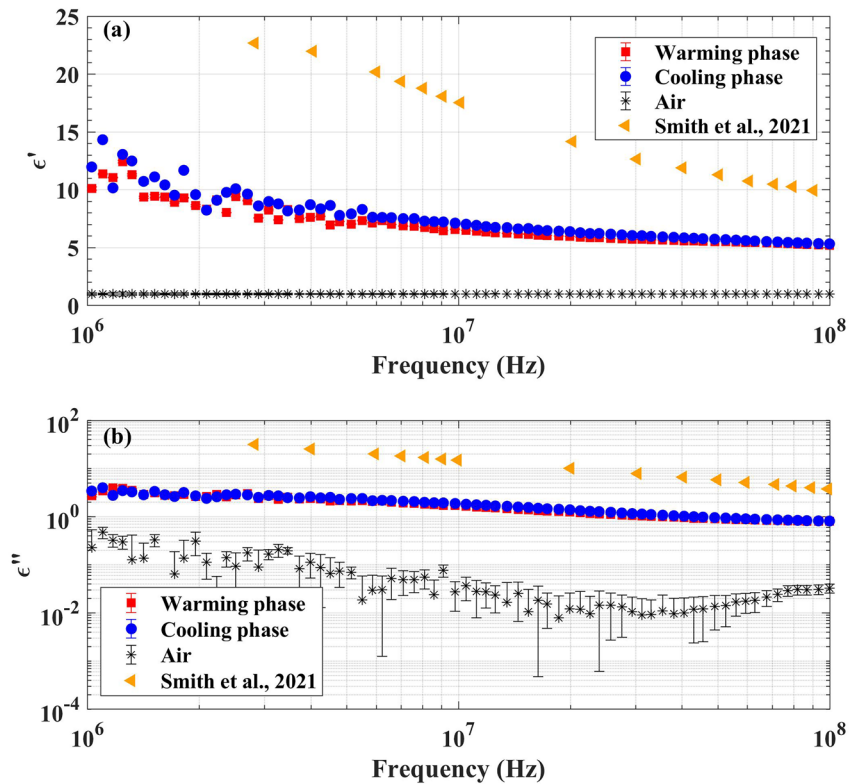 (a)
25
20
15
10
5
0
ϵ'
Warming phase
Cooling phase
Air
Smith et al., 2021
10^6
10^7
10^8
Frequency (Hz)
(b)
10^2
10^0
10^-2
10^-4
ϵ''
Warming phase
Cooling phase
Air
Smith et al., 2021
10^6
10^7
10^8
Frequency (Hz)